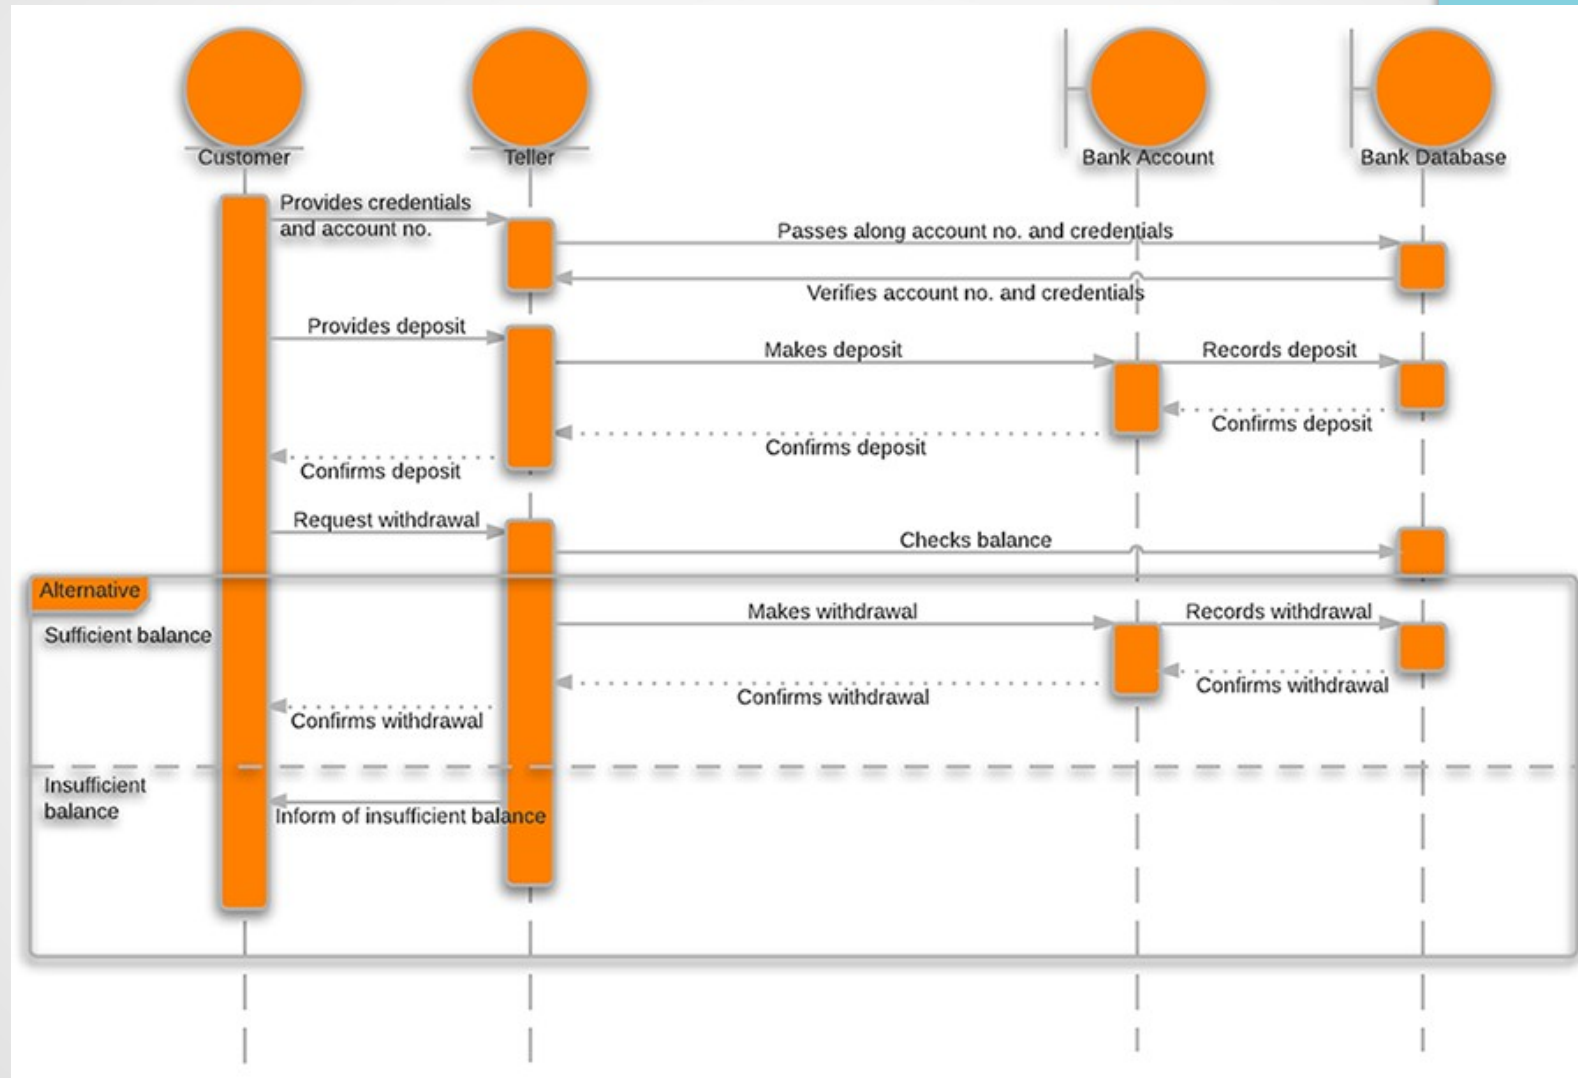 Customer
Teller
Bank Account
Bank Database
Provides credentials
and account no.
Passes along account no. and credentials
Verifies account no. and credentials
Provides deposit
Makes deposit
Records deposit
Confirms deposit
Confirms deposit
Confirms deposit
Request withdrawal
Checks balance
Alternative
Sufficient balance
Makes withdrawal
Records withdrawal
Confirms withdrawal
Confirms withdrawal
Confirms withdrawal
Insufficient
balance
Inform of insufficient balance